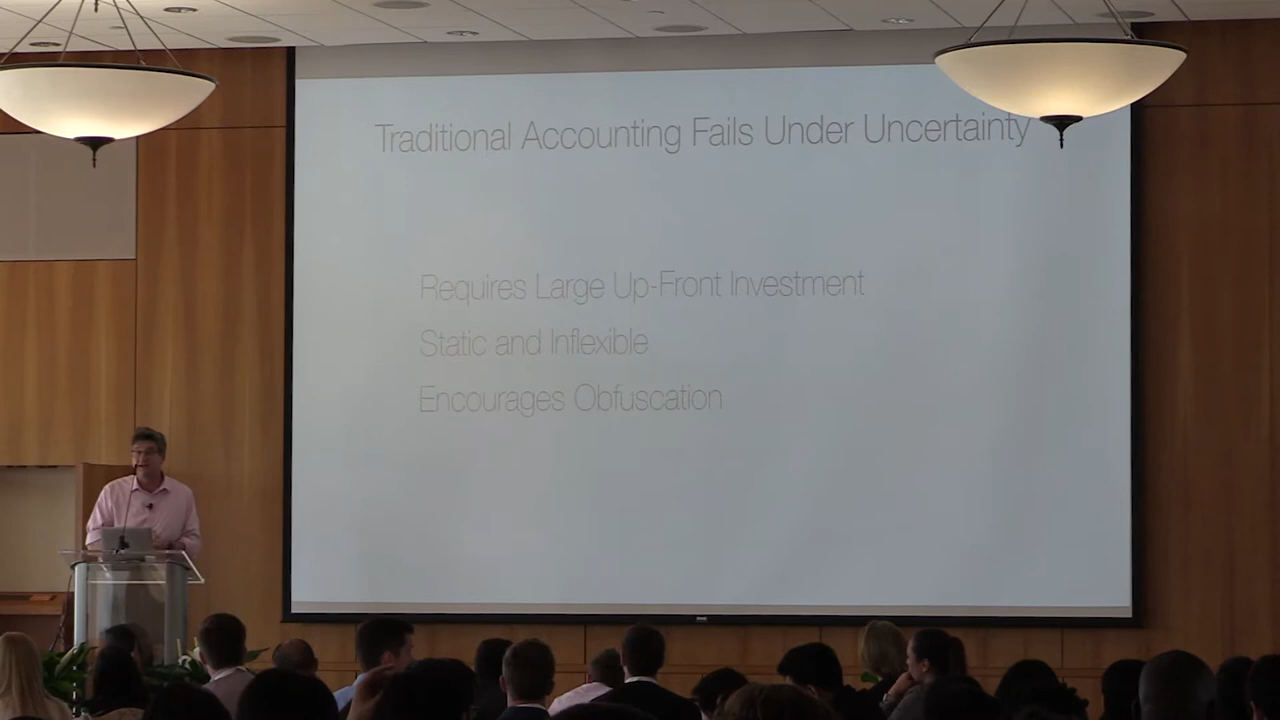 Traditional Accounting Fails Under Uncertainty
Requires Large Up-Front Investment
Static and Inflexible
Encourages Obfuscation